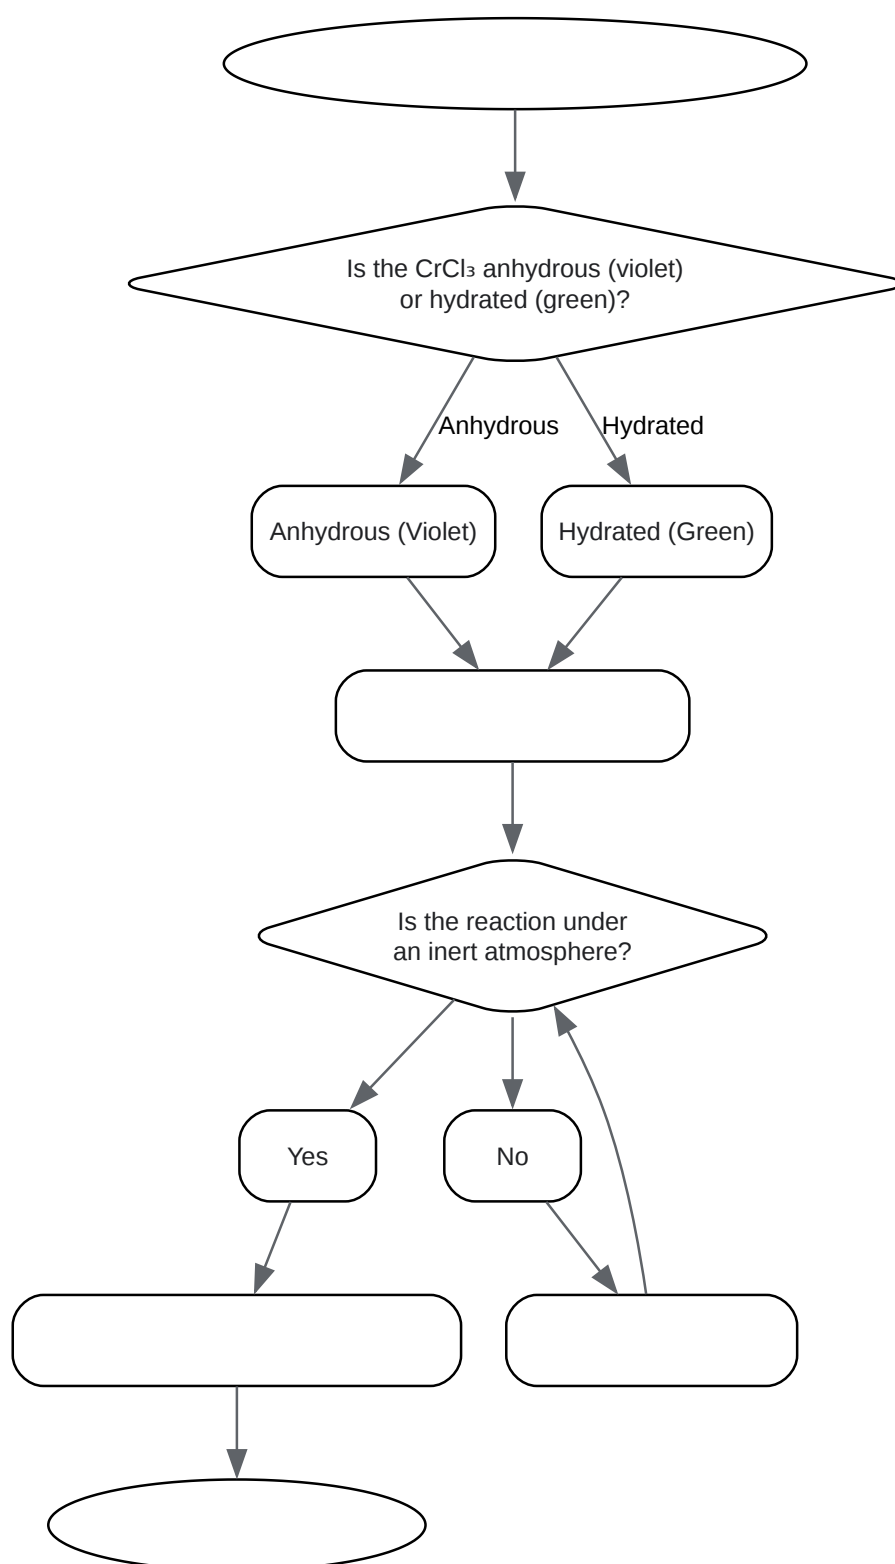 Is the CrCl₃ anhydrous (violet)
or hydrated (green)?
Anhydrous
Hydrated
Anhydrous (Violet)
Hydrated (Green)
Is the reaction under
an inert atmosphere?
Yes
No